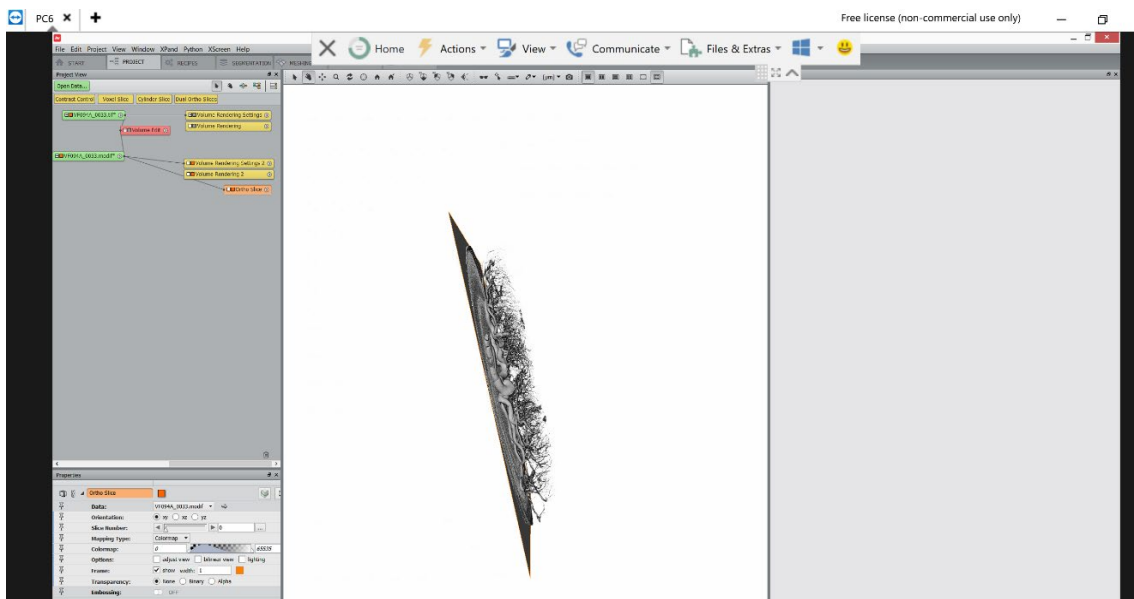 PC6
Free license (non-commercial use only)
File Edit Project View Window XPand Python XScreen Help
Home Actions View Communicate Files & Extras
START PROJECT RECIPES SEGMENTATION
Project View
Open Data...
Contrast Control Voxel Slice Cylinder Slice Dual Ortho Slices
Volume Rendering Settings
Volume Rendering
Volume Edit
Volume Rendering Settings 2
Volume Rendering 2
Ortho Slice
Properties
Ortho Slice
Data:
Orientation: xy xz yz
Slice Number: 0
Mapping Type: Colormap
Colormap: 0 65535
Options: adjust view bilinear view lighting
Frame: show width: 1
Transparency: None Binary Alpha
Embossing: OFF